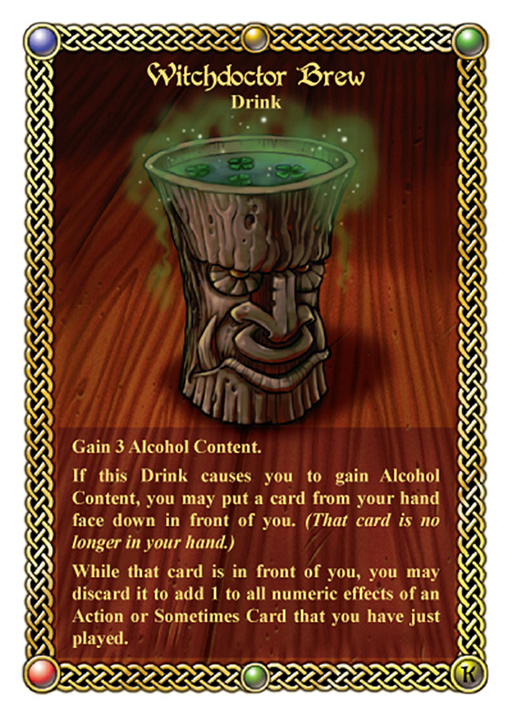 Witchdoctor Brew
Drink
Gain 3 Alcohol Content.
If this Drink causes you to gain Alcohol
Content, you may put a card from your hand
face down in front of you. (That card is no
longer in your hand.)
While that card is in front of you, you may
discard it to add 1 to all numeric effects of an
Action or Sometimes Card that you have just
played.
K